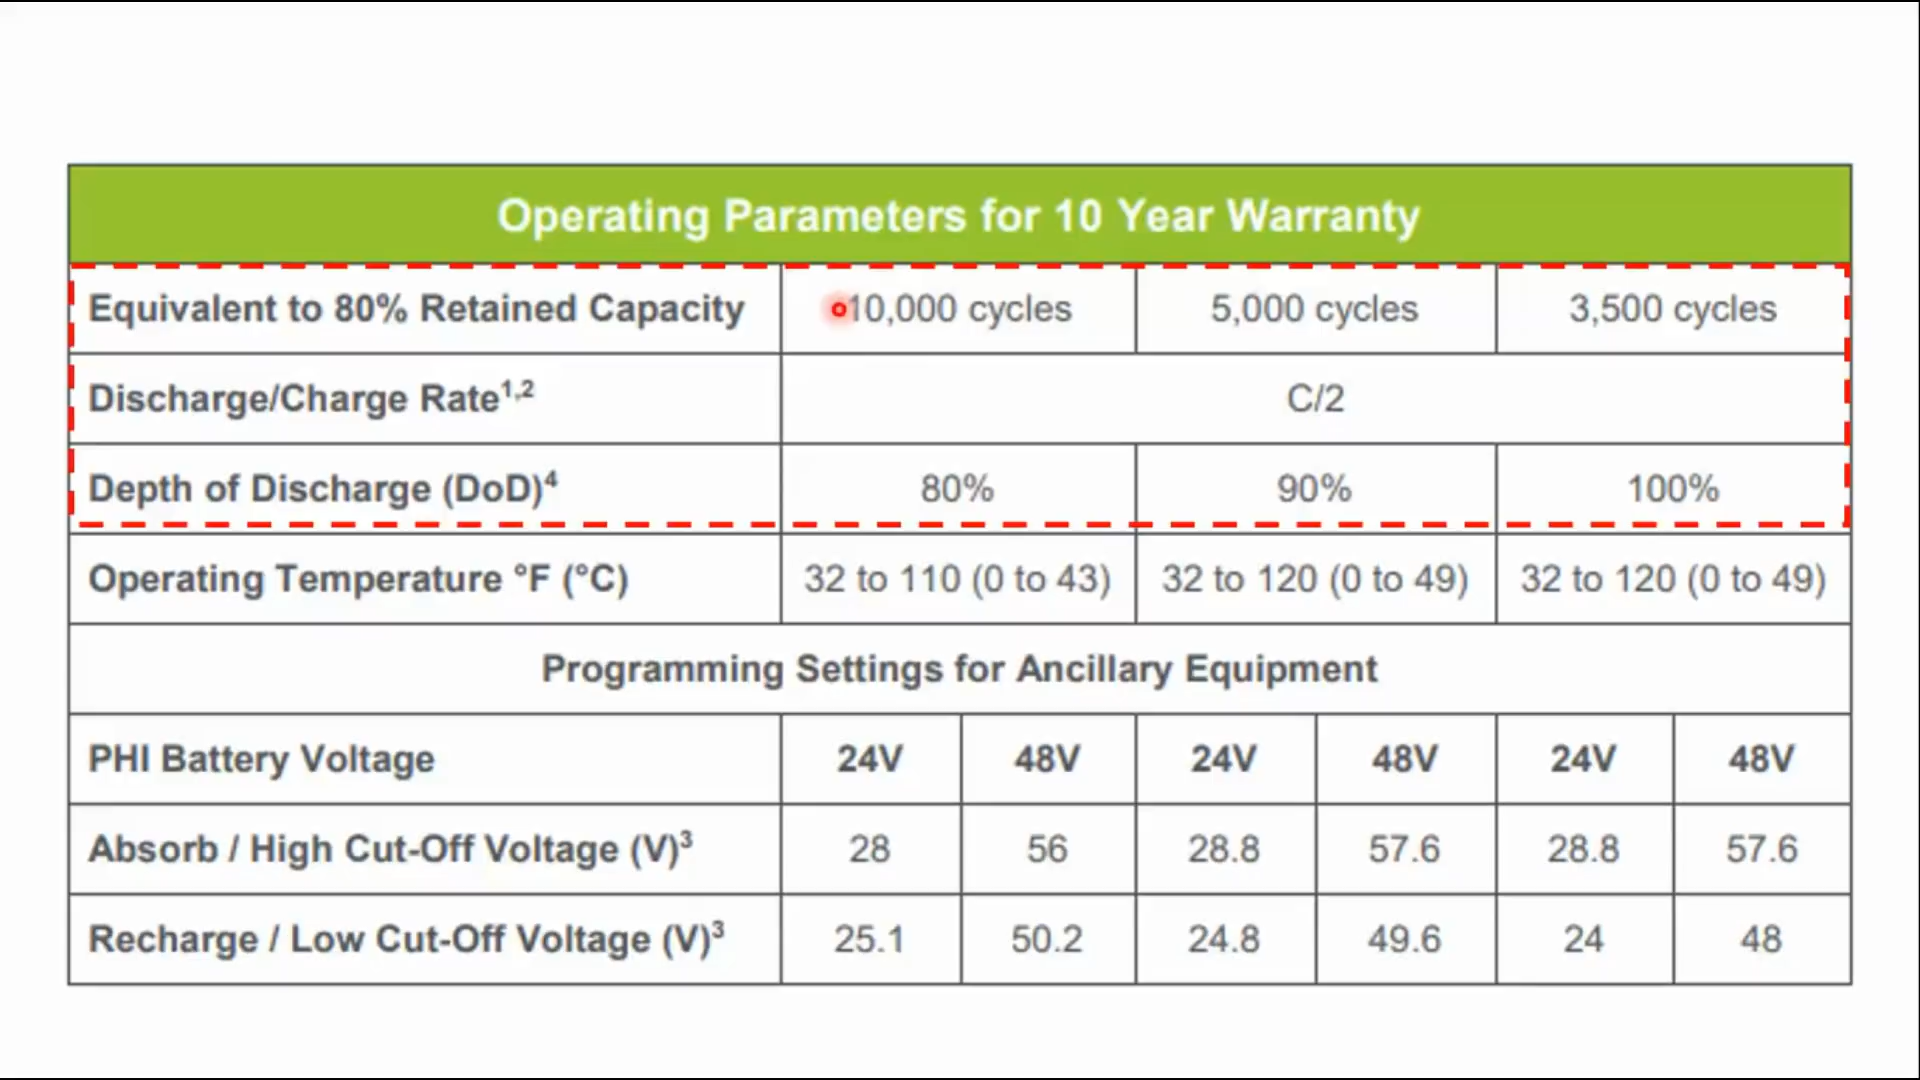 Operating Parameters for 10 Year Warranty
Equivalent to 80% Retained Capacity 10,000 cycles 5,000 cycles 3,500 cycles
Discharge/Charge Rate1,2 C/2
Depth of Discharge (DoD)4 80% 90% 100%
Operating Temperature °F (°C) 32 to 110 (0 to 43) 32 to 120 (0 to 49) 32 to 120 (0 to 49)
Programming Settings for Ancillary Equipment
PHI Battery Voltage 24V 48V 24V 48V 24V 48V
Absorb / High Cut-Off Voltage (V)3 28 56 28.8 57.6 28.8 57.6
Recharge / Low Cut-Off Voltage (V)3 25.1 50.2 24.8 49.6 24 48